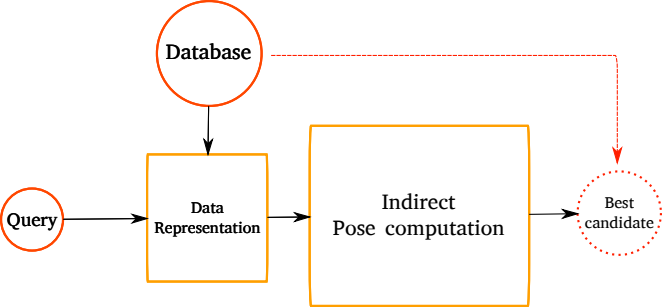 Database
Query
Data
Representation
Indirect
Pose computation
Best
candidate